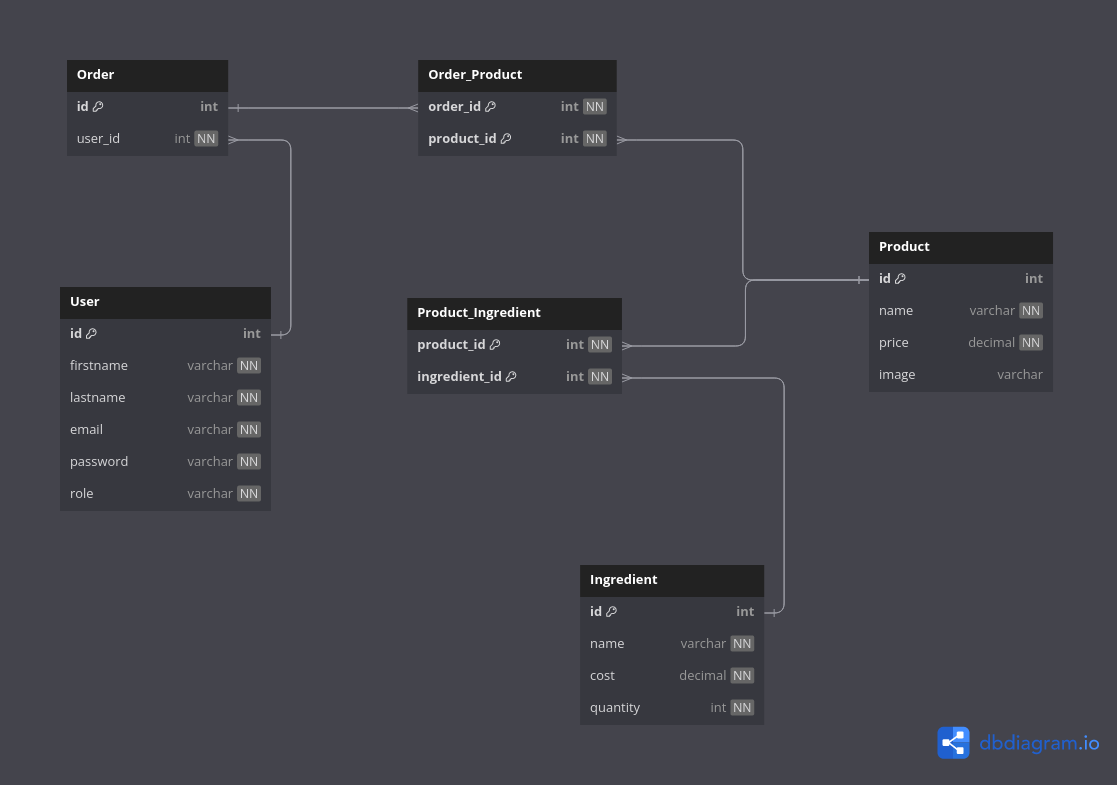 Order
id int
user_id int NN
Order_Product
order_id int NN
product_id int NN
Product
id int
name varchar NN
price decimal NN
image varchar
User
id int
firstname varchar NN
lastname varchar NN
email varchar NN
password varchar NN
role varchar NN
Product_Ingredient
product_id int NN
ingredient_id int NN
Ingredient
id int
name varchar NN
cost decimal NN
quantity int NN
dbdiagram.io